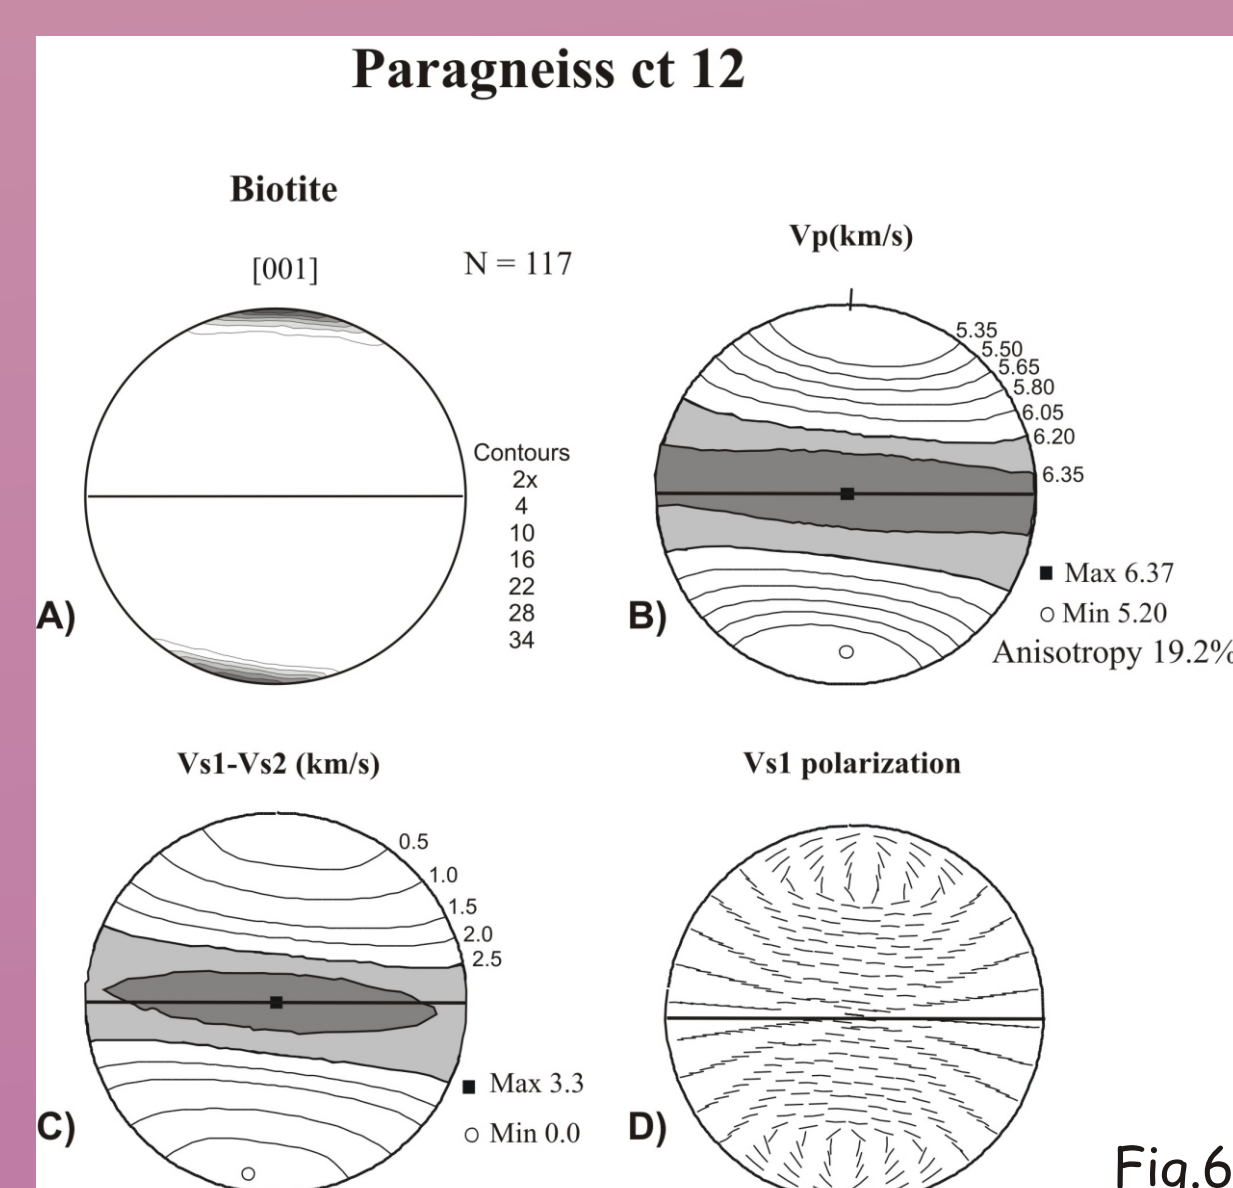 Paragneiss ct 12
Biotite
[001]
N = 117
Contours
2x
4
10
16
22
28
34
A)
Vp(km/s)
5.35
5.50
5.65
5.80
6.05
6.20
6.35
Max 6.37
Min 5.20
Anisotropy 19.2%
B)
Vs1-Vs2 (km/s)
0.5
1.0
1.5
2.0
2.5
Max 3.3
Min 0.0
C)
Vs1 polarization
D)
Fig.6